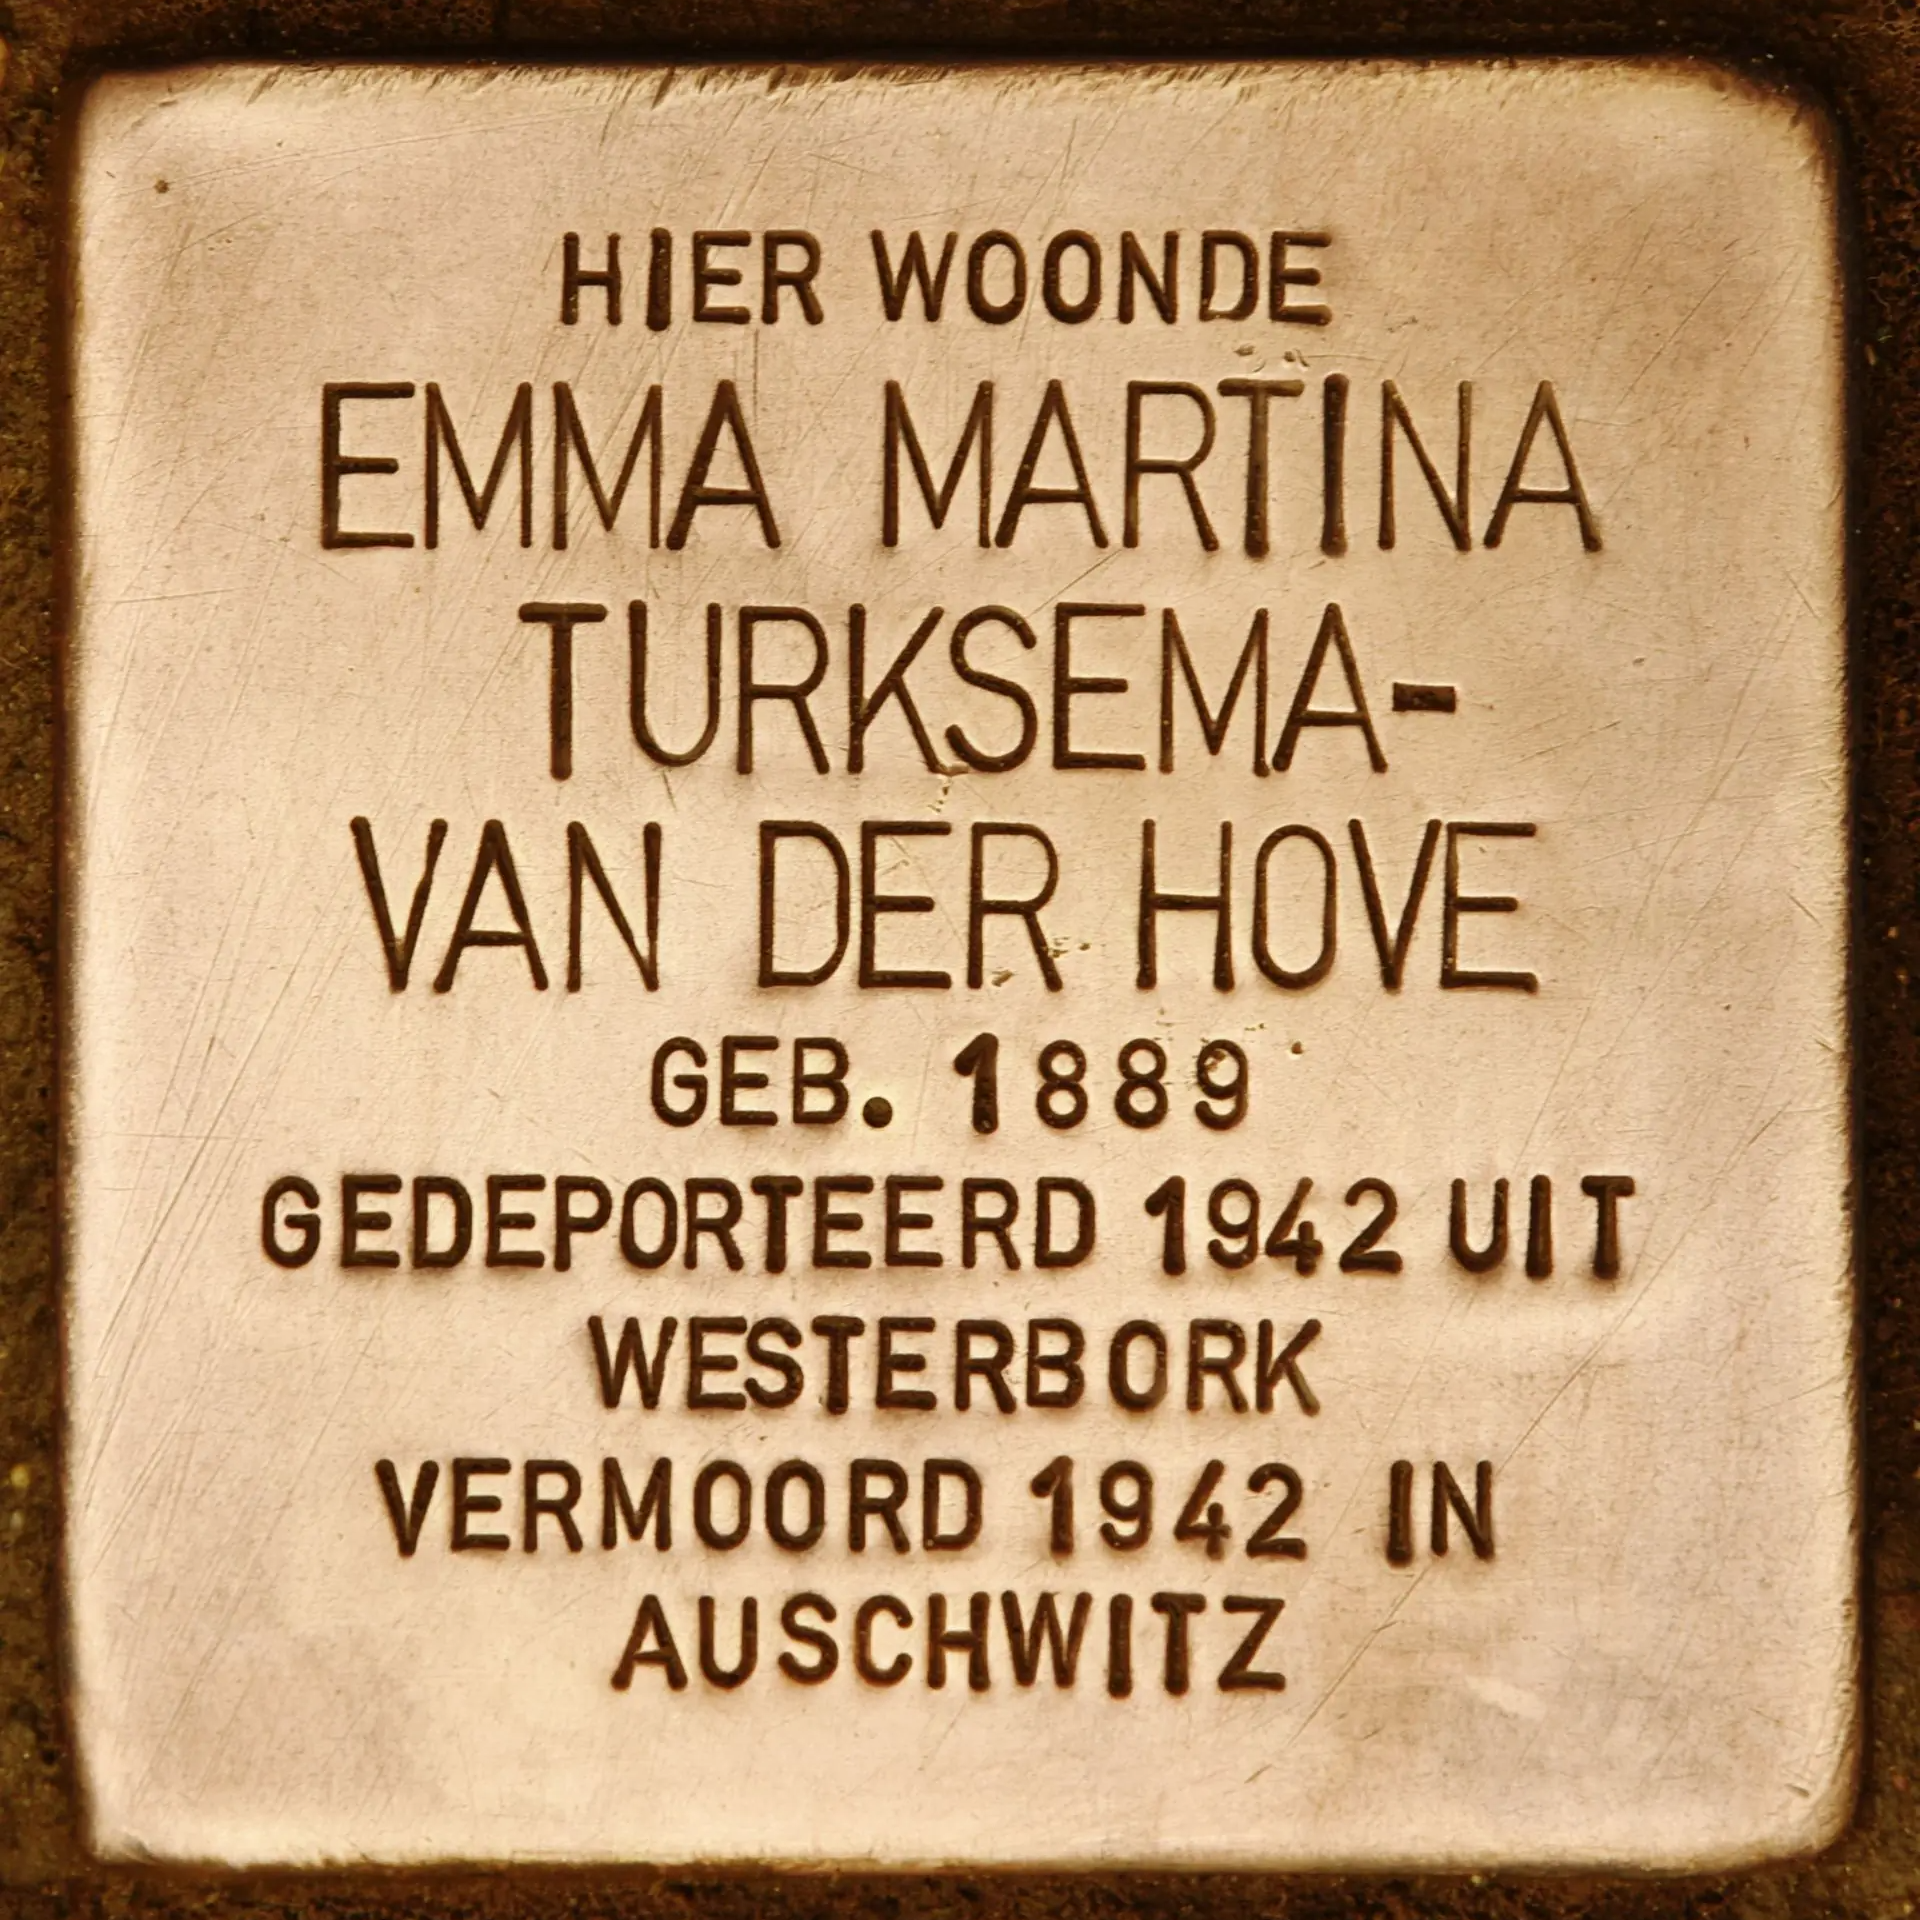 HIER WOONDE
EMMA MARTINA
TURKSEMA-
VAN DER HOVE
GEB. 1889
GEDEPORTEERD 1942 UIT
WESTERBORK
VERMOORD 1942 IN
AUSCHWITZ